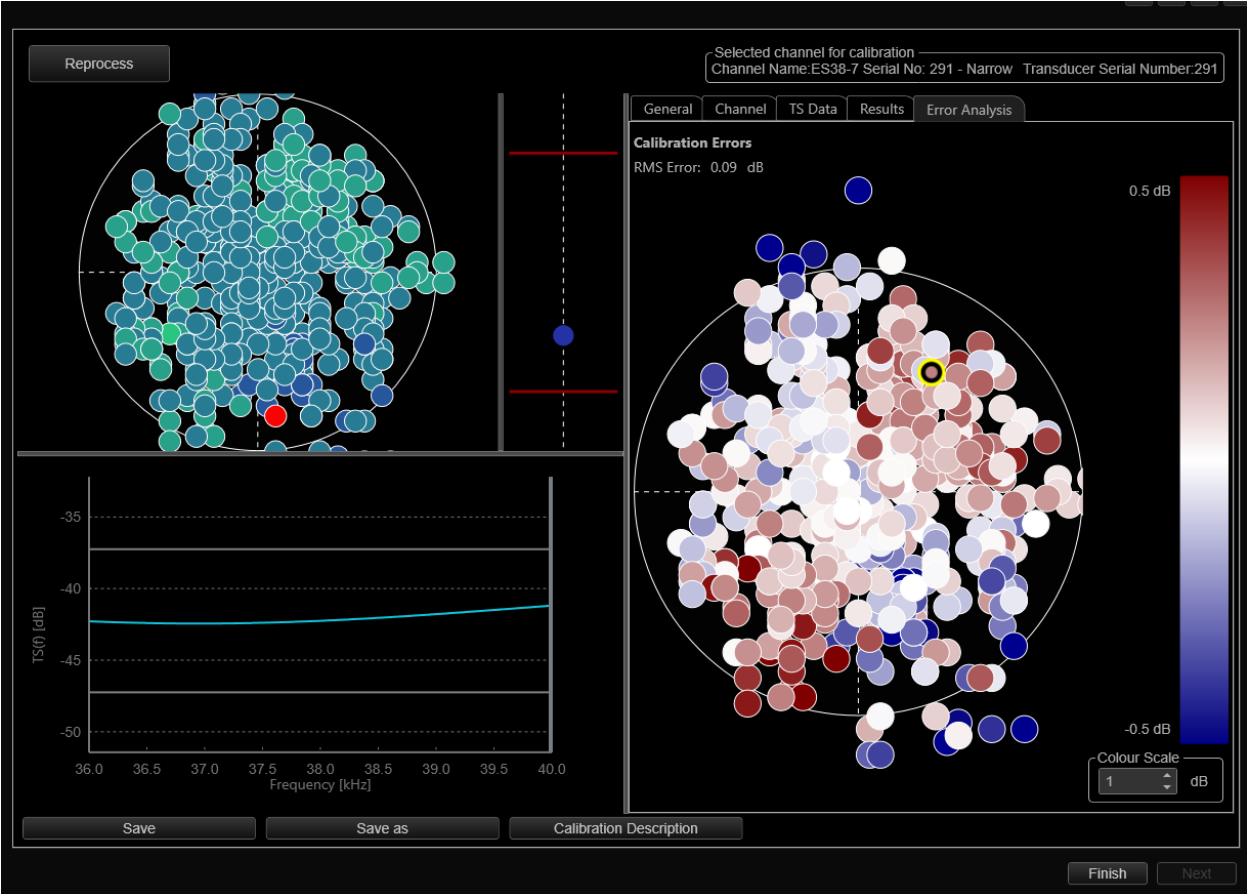 Reprocess
Selected channel for calibration
Channel Name:ES38-7 Serial No: 291 - Narrow Transducer Serial Number:291
General
Channel
TS Data
Results
Error Analysis
Calibration Errors
RMS Error: 0.09 dB
0.5 dB
-0.5 dB
Colour Scale
1 dB
-35
-40
-45
-50
TS(f) [dB]
36.0 36.5 37.0 37.5 38.0 38.5 39.0 39.5 40.0
Frequency [kHz]
Save
Save as
Calibration Description
Finish
Next